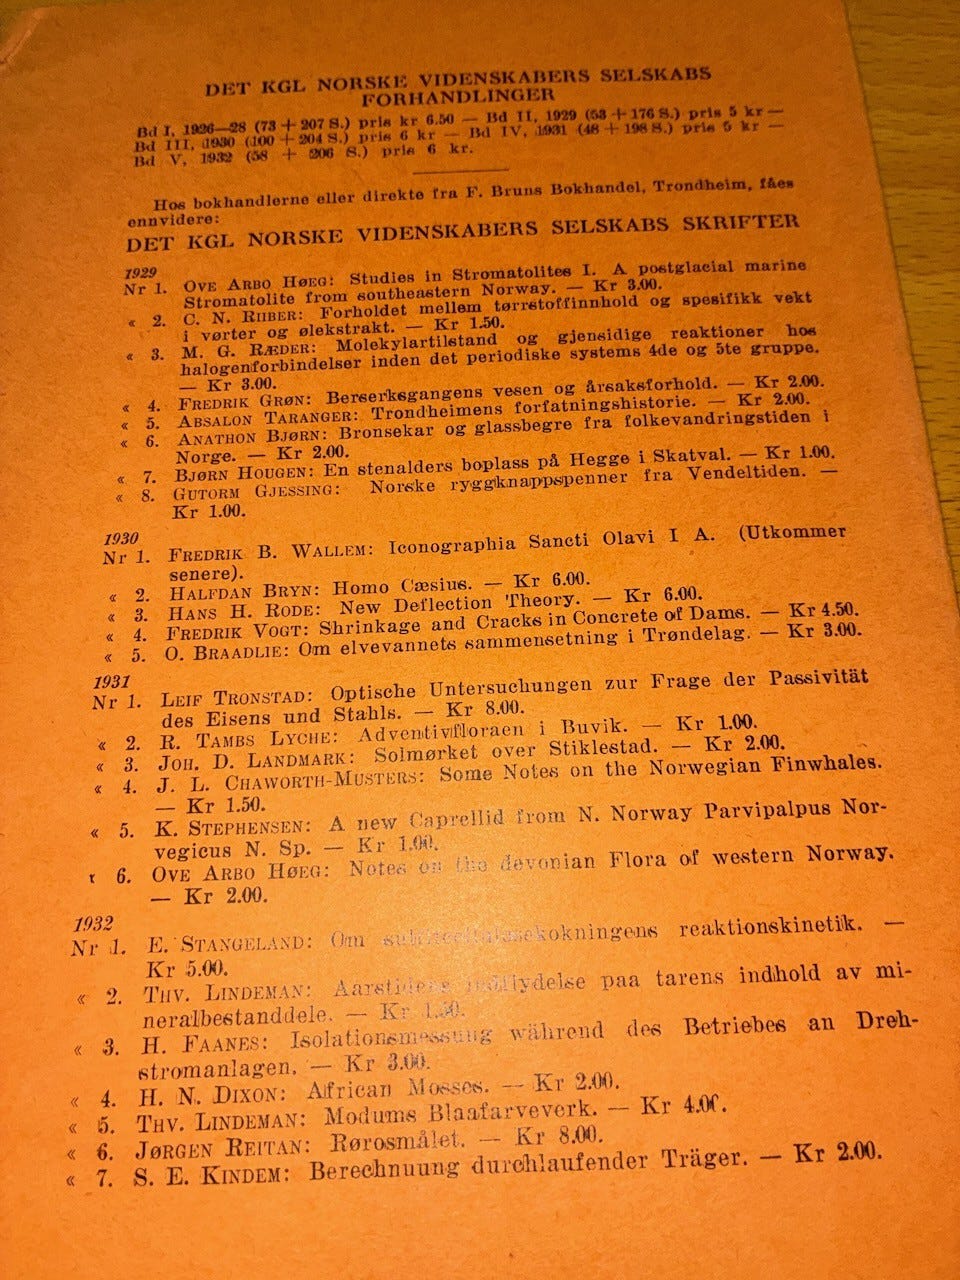 DET KGL NORSKE VIDENSKABERS SELSKABS
FORHANDLINGER
Bd I, 1926—28 (73 + 207 S.) pris kr 6.50 — Bd II, 1929 (53 + 176 S.) pris 5 kr —
Bd III, 1930 (100 + 204 S.) pris 6 kr — Bd IV, 1931 (48 + 198 S.) pris 5 kr —
Bd V, 1932 (58 + 206 S.) pris 6 kr.
Hos bokhandlerne eller direkte fra F. Bruns Bokhandel, Trondheim, fåes
ennvidere:
DET KGL NORSKE VIDENSKABERS SELSKABS SKRIFTER
1929
Nr 1. OVE ARBO HØEG: Studies in Stromatolites I. A postglacial marine
Stromatolite from southeastern Norway. — Kr 3.00.
« 2. C. N. RIIBER: Forholdet mellem tørrstoffinnhold og spesifikk vekt
i vørter og ølekstrakt. — Kr 1.50.
« 3. M. G. RÆDER: Molekylartilstand og gjensidige reaktioner hos
halogenforbindelser inden det periodiske systems 4de og 5te gruppe.
— Kr 3.00.
« 4. FREDRIK GRØN: Berserksgangens vesen og årsaksforhold. — Kr 2.00.
« 5. ABSALON TARANGER: Trondheimens forfatningshistorie. — Kr 2.00.
« 6. ANATHON BJØRN: Bronsekar og glassbegre fra folkevandringstiden i
Norge. — Kr 2.00.
« 7. BJØRN HOUGEN: En stenalders boplass på Hegge i Skatval. — Kr 1.00.
« 8. GUTORM GJESSING: Norske ryggknappspenner fra Vendeltiden. —
Kr 1.00.
1930
Nr 1. FREDRIK B. WALLEM: Iconographia Sancti Olavi I A. (Utkommer
senere).
« 2. HALFDAN BRYN: Homo Cæsius. — Kr 6.00.
« 3. HANS H. RODE: New Deflection Theory. — Kr 6.00.
« 4. FREDRIK VOGT: Shrinkage and Cracks in Concrete of Dams. — Kr 4.50.
« 5. O. BRAADLIE: Om elvevannets sammensetning i Trøndelag. — Kr 3.00.
1931
Nr 1. LEIF TRONSTAD: Optische Untersuchungen zur Frage der Passivität
des Eisens und Stahls. — Kr 8.00.
« 2. R. TAMBS LYCHE: Adventivfloraen i Buvik. — Kr 1.00.
« 3. JOH. D. LANDMARK: Solmørket over Stiklestad. — Kr 2.00.
« 4. J. L. CHAWORTH-MUSTERS: Some Notes on the Norwegian Finwhales.
— Kr 1.50.
« 5. K. STEPHENSEN: A new Caprellid from N. Norway Parvipalpus Nor-
vegicus N. Sp. — Kr 1.00.
« 6. OVE ARBO HØEG: Notes on the devonian Flora of western Norway.
— Kr 2.00.
1932
Nr 1. E. STANGELAND: Om reaktionskinetik. —
Kr 5.00.
« 2. THV. LINDEMAN: Aarstidens indflydelse paa tarens indhold av mi-
neralbestanddele. — Kr 1.50.
« 3. H. FAANES: Isolationsmessung während des Betriebes an Dreh-
stromanlagen. — Kr 3.00.
« 4. H. N. DIXON: African Mosses. — Kr 2.00.
« 5. THV. LINDEMAN: Modums Blaafarveverk. — Kr 4.00.
« 6. JØRGEN REITAN: Rørosmålet. — Kr 8.00.
« 7. S. E. KINDEM: Berechnuung durchlaufender Träger. — Kr 2.00.